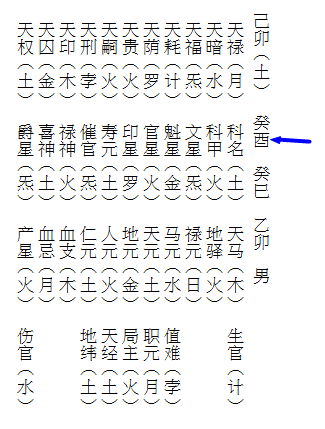 己卯（土） 癸酉 癸巳 乙卯 男
天禄（月） 科名（土） 天马（木） 生官（计）
天暗（水） 科甲（火） 地驿（火）
天福（炁） 文星（炁） 禄元（日）
天耗（计） 魁星（金） 马元（水） 值难（孛）
天荫（罗） 官星（火） 天元（土） 职元（月）
天贵（火） 印星（罗） 地元（金） 局主（火）
天嗣（火） 寿元（土） 人元（火） 天经（土）
天刑（孛） 催官（炁） 仁元（土） 地纬（土）
天印（木） 禄神（火） 血支（木）
天囚（金） 喜神（土） 血忌（月）
天权（土） 爵星（炁） 产星（火） 伤官（水）